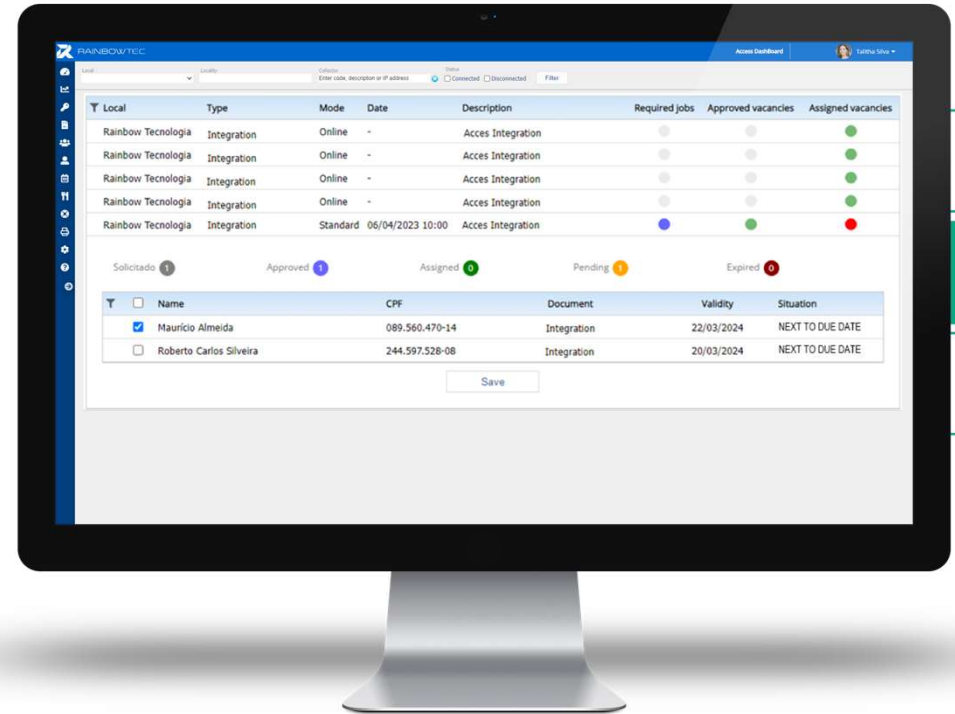 RAINBOWTEC Access Dashboard Talitha Silva
Local Locality Collector Status
Enter code, description or IP address Connected Disconnected Filter
Local Type Mode Date Description Required jobs Approved vacancies Assigned vacancies
Rainbow Tecnologia Integration Online - Acces Integration
Rainbow Tecnologia Integration Online - Acces Integration
Rainbow Tecnologia Integration Online - Acces Integration
Rainbow Tecnologia Integration Online - Acces Integration
Rainbow Tecnologia Integration Standard 06/04/2023 10:00 Acces Integration
Solicitado 1 Approved 1 Assigned 0 Pending 1 Expired 0
Name CPF Document Validity Situation
Maurício Almeida 089.560.470-14 Integration 22/03/2024 NEXT TO DUE DATE
Roberto Carlos Silveira 244.597.528-08 Integration 20/03/2024 NEXT TO DUE DATE
Save